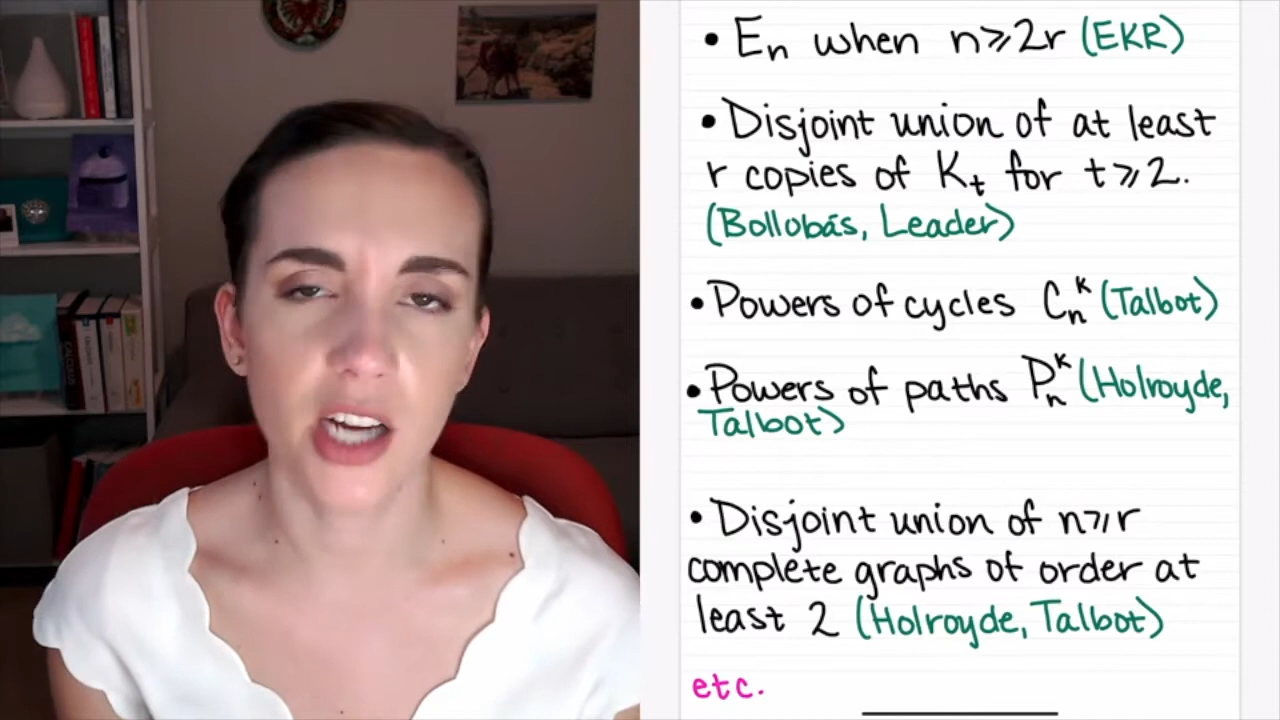 • En when n≥2r (EKR)
• Disjoint union of at least
r copies of Kt for t≥2.
(Bollobás, Leader)
• Powers of cycles Cₙᵏ (Talbot)
• Powers of paths Pₙᵏ (Holroyde,
Talbot)
• Disjoint union of n≥r
complete graphs of order at
least 2 (Holroyde, Talbot)
etc.